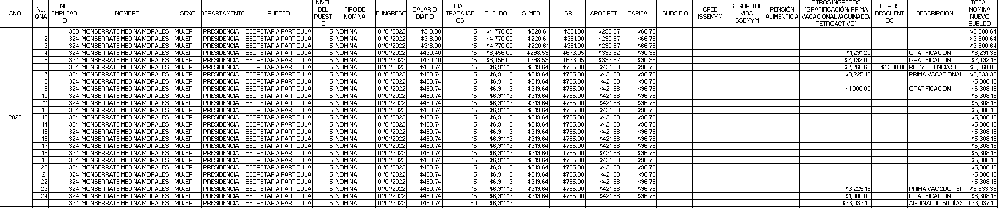 AÑO No. QNA NO EMPLEADO NOMBRE SEXO DEPARTAMENTO PUESTO NIVEL DEL PUESTO TIPO DE NOMINA F. INGRESO SALARIO DIARIO DIAS TRABAJADOS SUELDO S. MED. ISR APOT RET CAPITAL SUBSIDIO CRED ISSEMYM SEGURO DE VIDA ISSEMYM PENSIÓN ALIMENTICIA OTROS INGRESOS (GRATIFICACIÓN/ PRIMA VACACIONAL /AGUINADO/ RETROACTIVO) OTROS DESCUENTOS DESCRIPCION TOTAL NOMINA NUEVO SUELDO
1 323 MONSERRATE MEDINA MORALES MUJER PRESIDENCIA SECRETARIA PARTICULA 5 NOMINA 01/01/2022 $318.00 15 $4,770.00 $220.61 $391.00 $290.97 $66.78 $3,800.64
2 324 MONSERRATE MEDINA MORALES MUJER PRESIDENCIA SECRETARIA PARTICULA 5 NOMINA 01/01/2022 $318.00 15 $4,770.00 $220.61 $391.00 $290.97 $66.78 $3,800.64
3 324 MONSERRATE MEDINA MORALES MUJER PRESIDENCIA SECRETARIA PARTICULA 5 NOMINA 01/01/2022 $318.00 15 $4,770.00 $220.61 $391.00 $290.97 $66.78 $3,800.64
4 324 MONSERRATE MEDINA MORALES MUJER PRESIDENCIA SECRETARIA PARTICULA 5 NOMINA 01/01/2022 $430.40 15 $6,456.00 $298.59 $673.05 $393.82 $90.38 $1,291.20 GRATIFICACION $6,291.36
5 324 MONSERRATE MEDINA MORALES MUJER PRESIDENCIA SECRETARIA PARTICULA 5 NOMINA 01/01/2022 $430.40 15 $6,456.00 $298.59 $673.05 $393.82 $90.38 $2,492.00 GRATIFICACION $7,492.16
6 324 MONSERRATE MEDINA MORALES MUJER PRESIDENCIA SECRETARIA PARTICULA 5 NOMINA 01/01/2022 $460.74 15 $6,911.13 $319.64 $765.00 $421.58 $96.76 $2,260.65 $1,200.00 RET Y DIFENCIA SUE $6,368.80
7 324 MONSERRATE MEDINA MORALES MUJER PRESIDENCIA SECRETARIA PARTICULA 5 NOMINA 01/01/2022 $460.74 15 $6,911.13 $319.64 $765.00 $421.58 $96.76 $3,225.19 PRIMA VACACIONAL $8,533.35
8 324 MONSERRATE MEDINA MORALES MUJER PRESIDENCIA SECRETARIA PARTICULA 5 NOMINA 01/01/2022 $460.74 15 $6,911.13 $319.64 $765.00 $421.58 $96.76 $5,308.16
9 324 MONSERRATE MEDINA MORALES MUJER PRESIDENCIA SECRETARIA PARTICULA 5 NOMINA 01/01/2022 $460.74 15 $6,911.13 $319.64 $765.00 $421.58 $96.76 $1,000.00 GRATIFICACION $6,308.16
10 324 MONSERRATE MEDINA MORALES MUJER PRESIDENCIA SECRETARIA PARTICULA 5 NOMINA 01/01/2022 $460.74 15 $6,911.13 $319.64 $765.00 $421.58 $96.76 $5,308.16
11 324 MONSERRATE MEDINA MORALES MUJER PRESIDENCIA SECRETARIA PARTICULA 5 NOMINA 01/01/2022 $460.74 15 $6,911.13 $319.64 $765.00 $421.58 $96.76 $5,308.16
12 324 MONSERRATE MEDINA MORALES MUJER PRESIDENCIA SECRETARIA PARTICULA 5 NOMINA 01/01/2022 $460.74 15 $6,911.13 $319.64 $765.00 $421.58 $96.76 $5,308.16
2022 13 324 MONSERRATE MEDINA MORALES MUJER PRESIDENCIA SECRETARIA PARTICULA 5 NOMINA 01/01/2022 $460.74 15 $6,911.13 $319.64 $765.00 $421.58 $96.76 $5,308.16
14 324 MONSERRATE MEDINA MORALES MUJER PRESIDENCIA SECRETARIA PARTICULA 5 NOMINA 01/01/2022 $460.74 15 $6,911.13 $319.64 $765.00 $421.58 $96.76 $5,308.16
15 324 MONSERRATE MEDINA MORALES MUJER PRESIDENCIA SECRETARIA PARTICULA 5 NOMINA 01/01/2022 $460.74 15 $6,911.13 $319.64 $765.00 $421.58 $96.76 $5,308.16
16 324 MONSERRATE MEDINA MORALES MUJER PRESIDENCIA SECRETARIA PARTICULA 5 NOMINA 01/01/2022 $460.74 15 $6,911.13 $319.64 $765.00 $421.58 $96.76 $5,308.16
17 324 MONSERRATE MEDINA MORALES MUJER PRESIDENCIA SECRETARIA PARTICULA 5 NOMINA 01/01/2022 $460.74 15 $6,911.13 $319.64 $765.00 $421.58 $96.76 $5,308.16
18 324 MONSERRATE MEDINA MORALES MUJER PRESIDENCIA SECRETARIA PARTICULA 5 NOMINA 01/01/2022 $460.74 15 $6,911.13 $319.64 $765.00 $421.58 $96.76 $5,308.16
19 324 MONSERRATE MEDINA MORALES MUJER PRESIDENCIA SECRETARIA PARTICULA 5 NOMINA 01/01/2022 $460.74 15 $6,911.13 $319.64 $765.00 $421.58 $96.76 $5,308.16
20 324 MONSERRATE MEDINA MORALES MUJER PRESIDENCIA SECRETARIA PARTICULA 5 NOMINA 01/01/2022 $460.74 15 $6,911.13 $319.64 $765.00 $421.58 $96.76 $5,308.16
21 324 MONSERRATE MEDINA MORALES MUJER PRESIDENCIA SECRETARIA PARTICULA 5 NOMINA 01/01/2022 $460.74 15 $6,911.13 $319.64 $765.00 $421.58 $96.76 $5,308.16
22 324 MONSERRATE MEDINA MORALES MUJER PRESIDENCIA SECRETARIA PARTICULA 5 NOMINA 01/01/2022 $460.74 15 $6,911.13 $319.64 $765.00 $421.58 $96.76 $5,308.16
23 324 MONSERRATE MEDINA MORALES MUJER PRESIDENCIA SECRETARIA PARTICULA 5 NOMINA 01/01/2022 $460.74 15 $6,911.13 $319.64 $765.00 $421.58 $96.76 $3,225.19 PRIMA VAC 2DO PER $8,533.35
24 324 MONSERRATE MEDINA MORALES MUJER PRESIDENCIA SECRETARIA PARTICULA 5 NOMINA 01/01/2022 $460.74 15 $6,911.13 $319.64 $765.00 $421.58 $96.76 $1,000.00 GRATIFICACION $6,308.16
324 MONSERRATE MEDINA MORALES MUJER PRESIDENCIA SECRETARIA PARTICULA 5 NOMINA 01/01/2022 $460.74 50 $6,911.13 $23,037.10 AGUINALDO 50 DÍAS $23,037.10